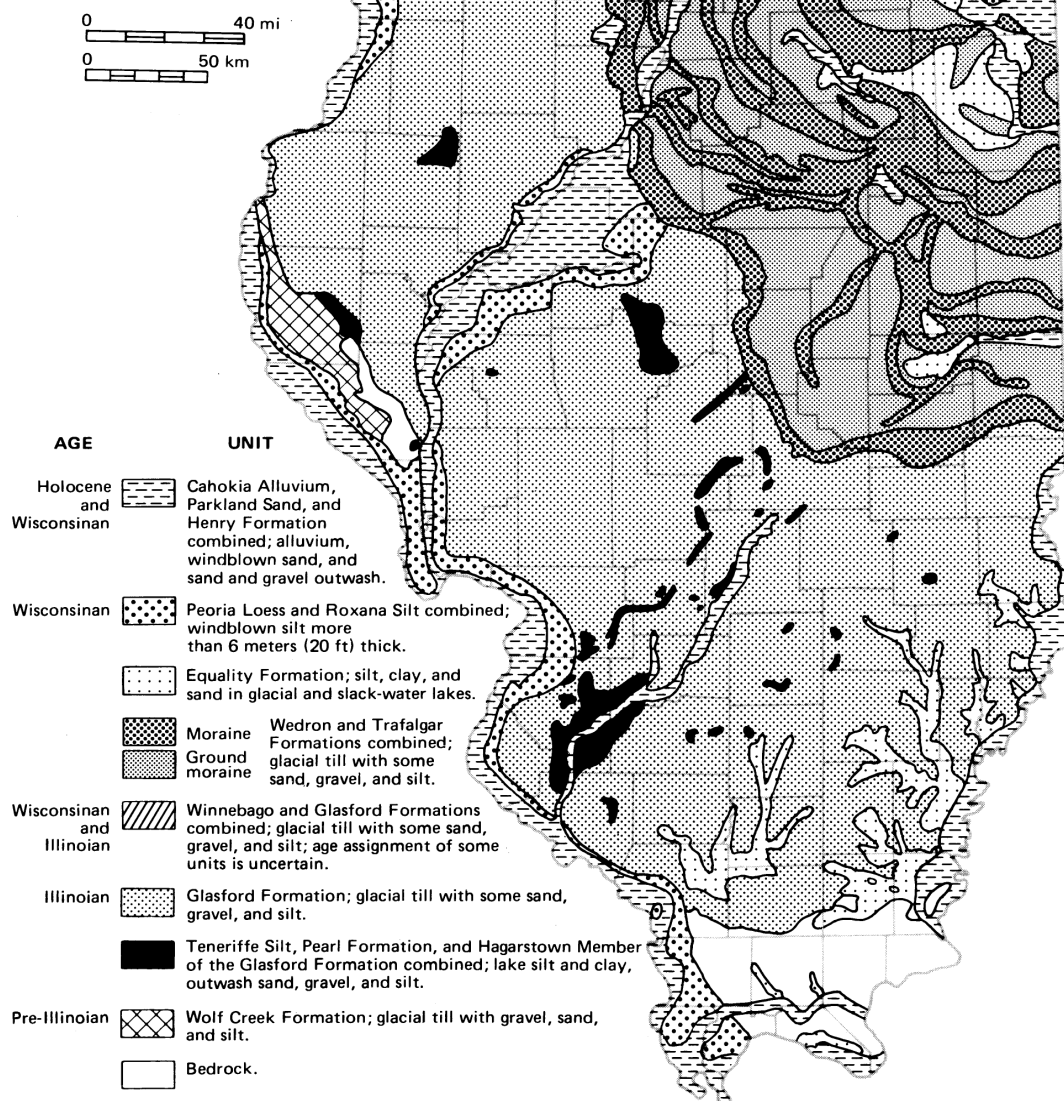 0 40 mi
0 50 km
AGE UNIT
Holocene
and
Wisconsinan
Cahokia Alluvium,
Parkland Sand, and
Henry Formation
combined; alluvium,
windblown sand, and
sand and gravel outwash.
Wisconsinan
Peoria Loess and Roxana Silt combined;
windblown silt more
than 6 meters (20 ft) thick.
Equality Formation; silt, clay, and
sand in glacial and slack-water lakes.
Moraine
Ground
moraine
Wedron and Trafalgar
Formations combined;
glacial till with some
sand, gravel, and silt.
Wisconsinan
and
Illinoian
Winnebago and Glasford Formations
combined; glacial till with some sand,
gravel, and silt; age assignment of some
units is uncertain.
Illinoian
Glasford Formation; glacial till with some sand,
gravel, and silt.
Teneriffe Silt, Pearl Formation, and Hagarstown Member
of the Glasford Formation combined; lake silt and clay,
outwash sand, gravel, and silt.
Pre-Illinoian
Wolf Creek Formation; glacial till with gravel, sand,
and silt.
Bedrock.